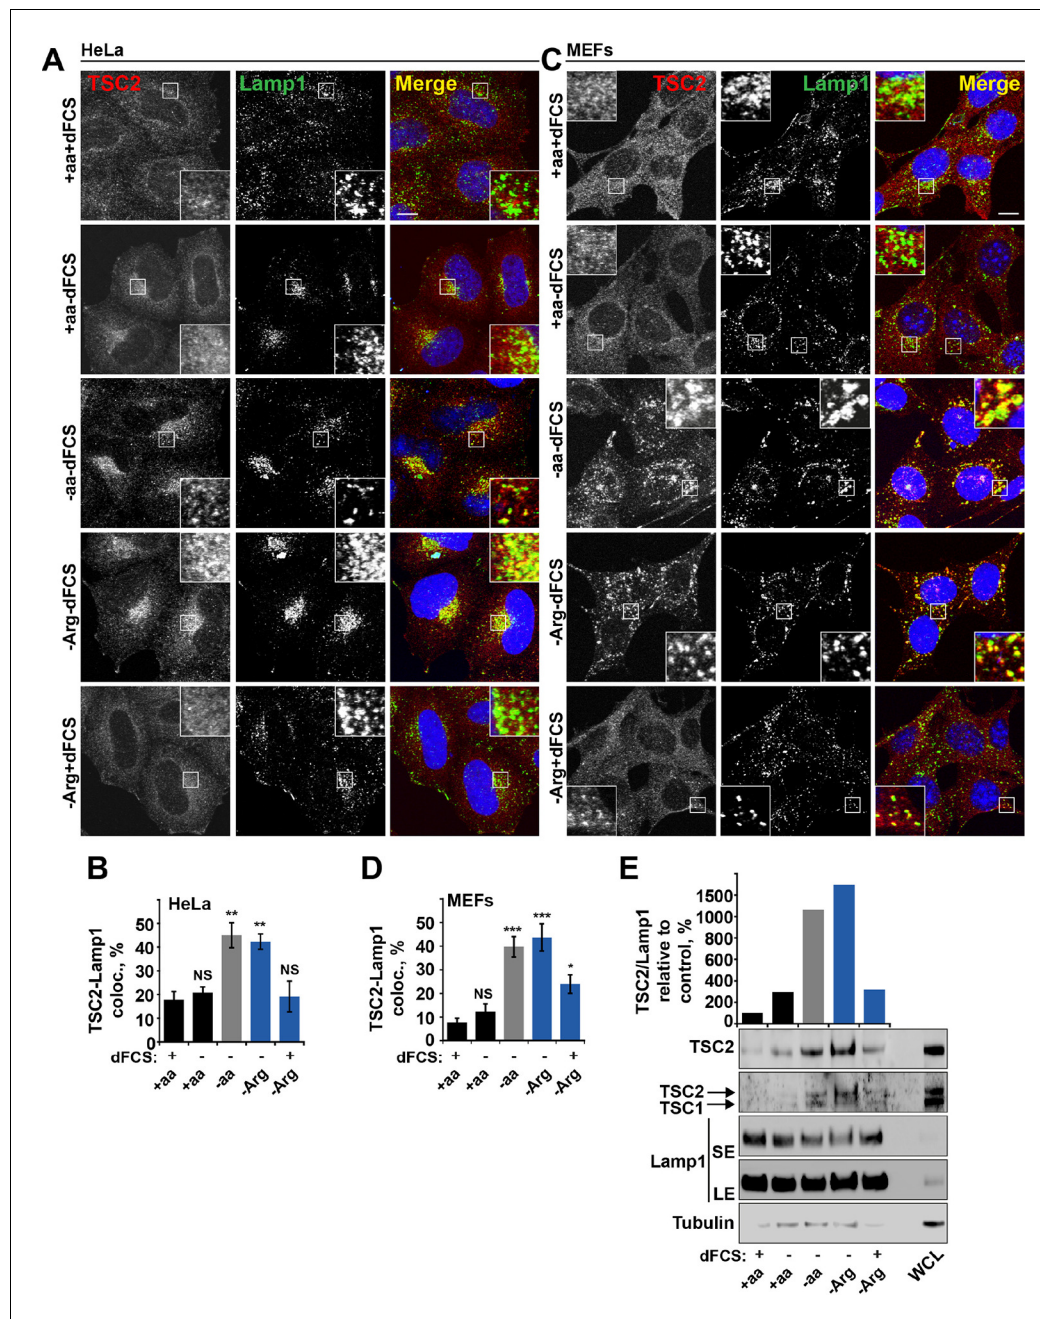 A HeLa
TSC2 Lamp1 Merge
+aa+dFCS
+aa-dFCS
-aa-dFCS
-Arg-dFCS
-Arg+dFCS
C MEFs
TSC2 Lamp1 Merge
+aa+dFCS
+aa-dFCS
-aa-dFCS
-Arg-dFCS
-Arg+dFCS
B
HeLa
TSC2-Lamp1
coloc., %
50
40
30
20
10
0
NS ** ** NS
dFCS: + - - - +
+aa +aa -aa -Arg -Arg
D
MEFs
TSC2-Lamp1
coloc., %
50
40
30
20
10
0
NS *** *** *
dFCS: + - - - +
+aa +aa -aa -Arg -Arg
E
TSC2/Lamp1
relative to
control, %
1500
1000
800
600
400
200
0
TSC2
TSC2
TSC1
Lamp1
SE
LE
Tubulin
dFCS: + - - - +
+aa +aa -aa -Arg -Arg WCL